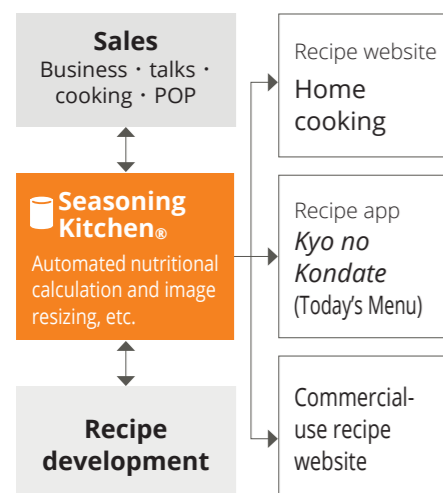 Sales
Business・talks・
cooking・POP
Seasoning
Kitchen®
Automated nutritional
calculation and image
resizing, etc.
Recipe
development
Recipe website
Home
cooking
Recipe app
Kyo no
Kondate
(Today's Menu)
Commercial-
use recipe
website